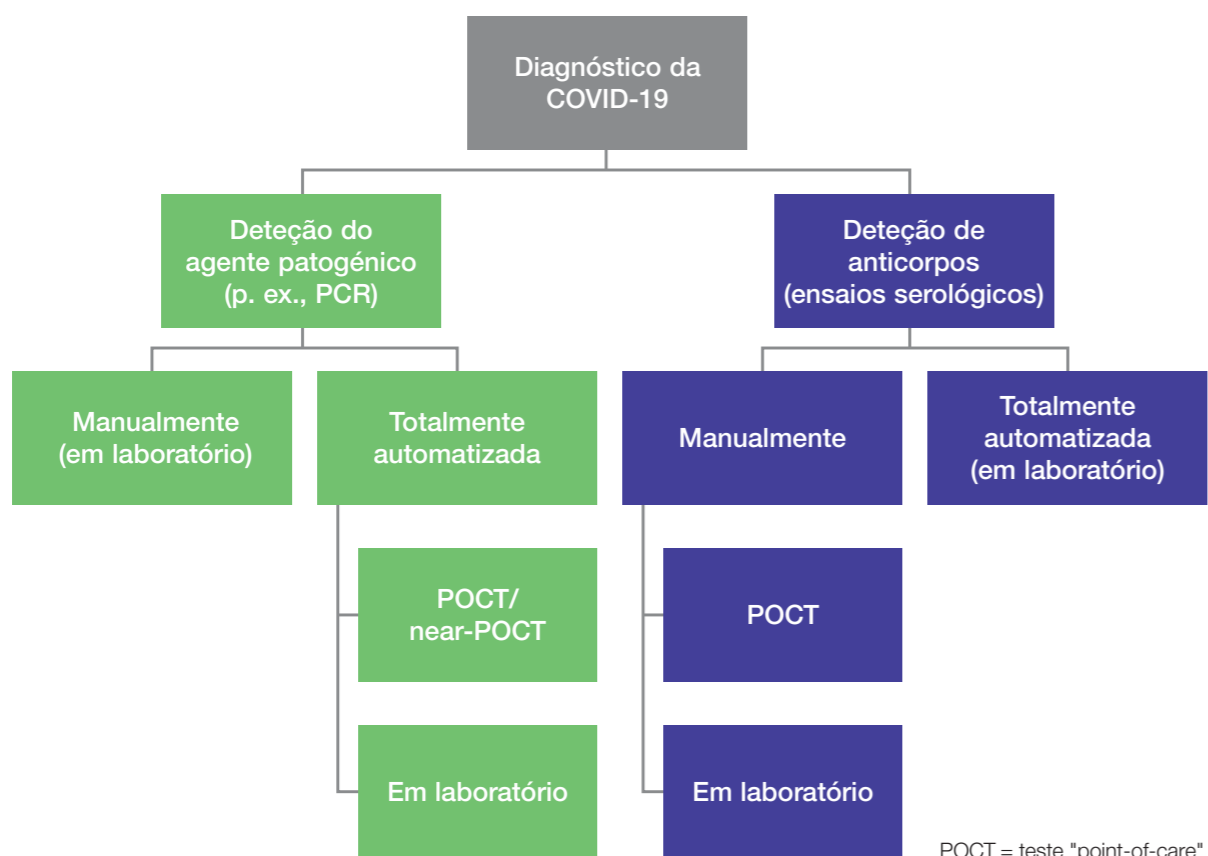 Diagnóstico da
COVID-19
Deteção do
agente patogénico
(p. ex., PCR)
Deteção de
anticorpos
(ensaios serológicos)
Manualmente
(em laboratório)
Totalmente
automatizada
Manualmente
Totalmente
automatizada
(em laboratório)
POCT/
near-POCT
POCT
Em laboratório
Em laboratório
POCT = teste "point-of-care"